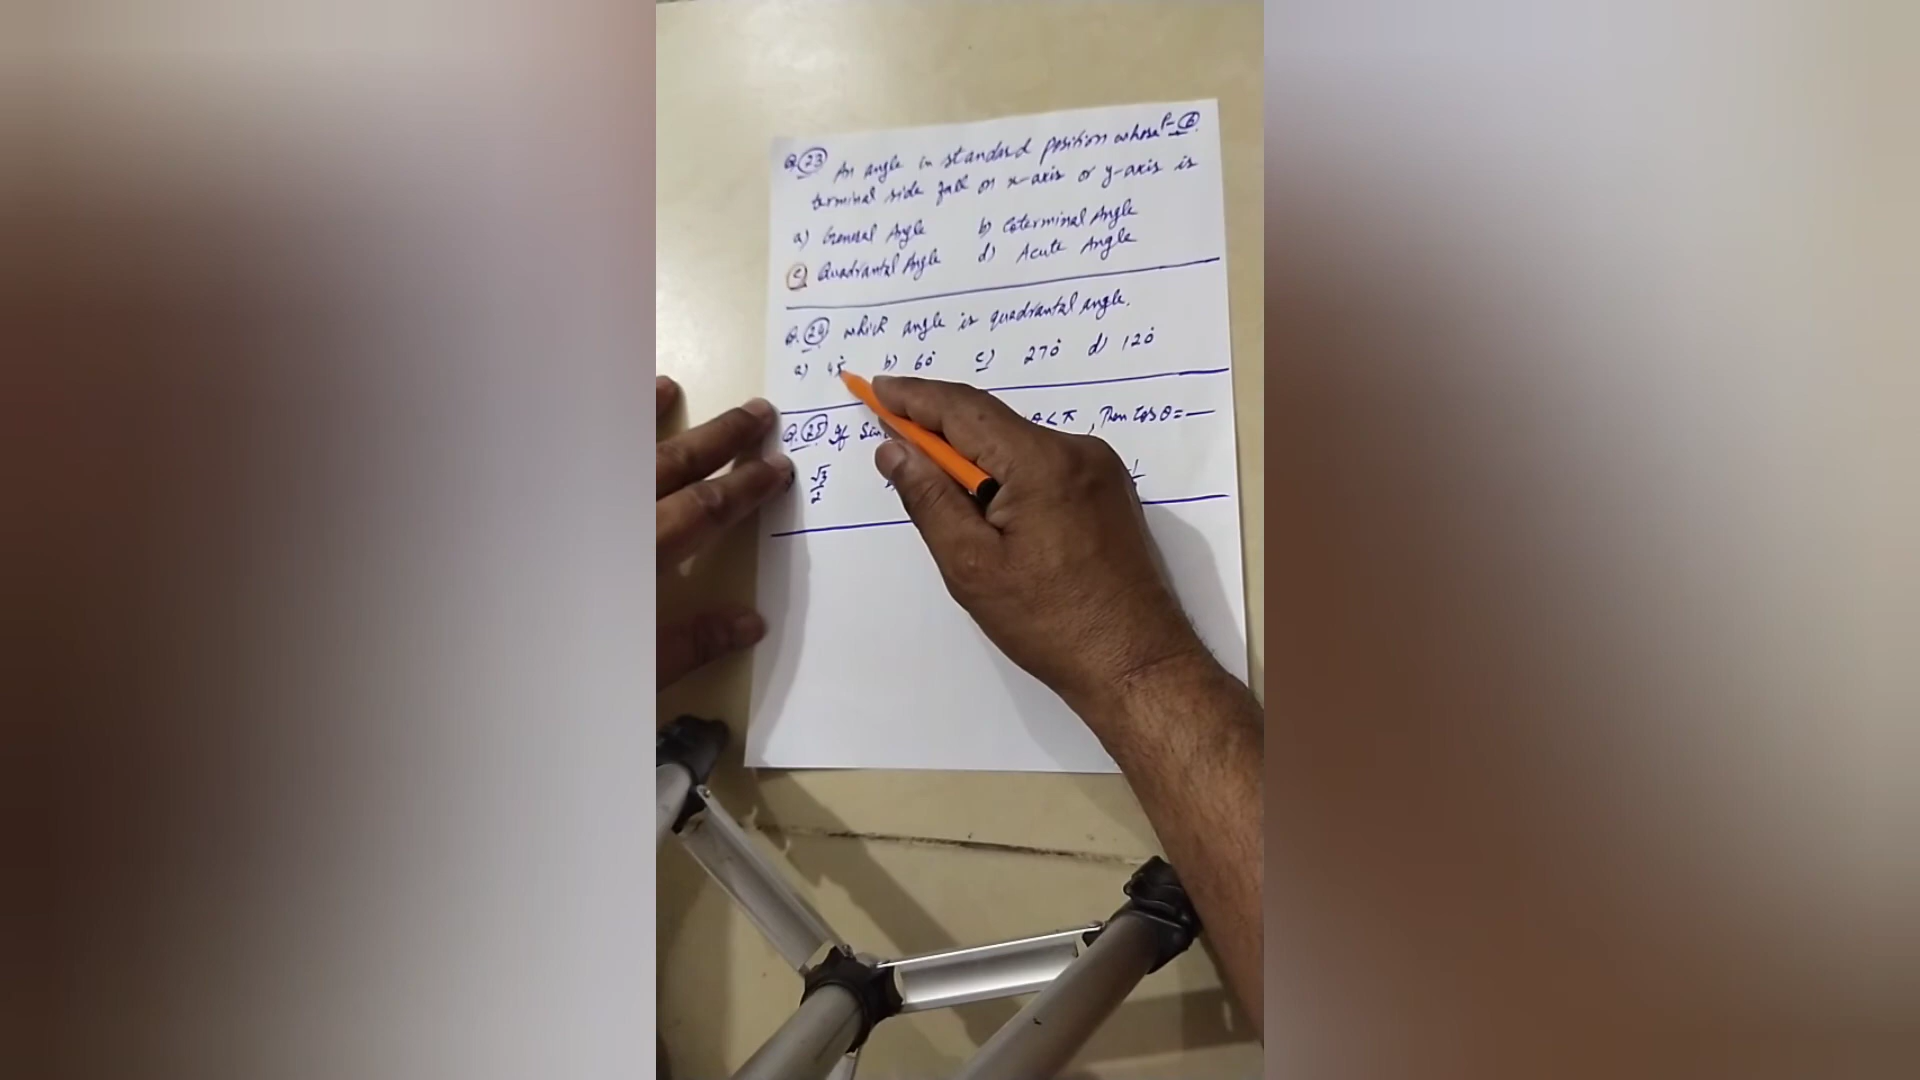 P-6
Q.23 An angle in standard position whose
terminal side fall on x-axis or y-axis is
a) General Angle b) Coterminal Angle
c Quadrantal Angle d) Acute Angle
Q.24 which angle is quadrantal angle.
a) 45° b) 60° c) 270° d) 120°
Q.25 If Sin θ < π, Then Cos θ = —
√3/2